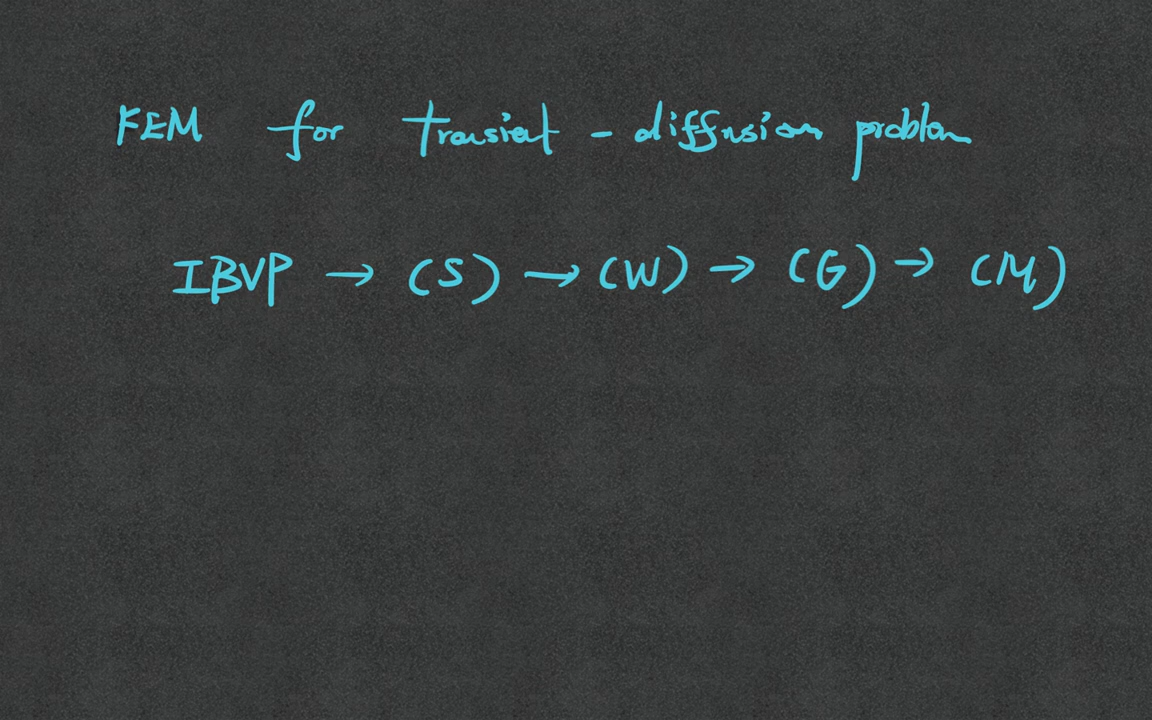 FEM for transient - diffusion problem
IBVP → (S) → (W) → (G) → (M)